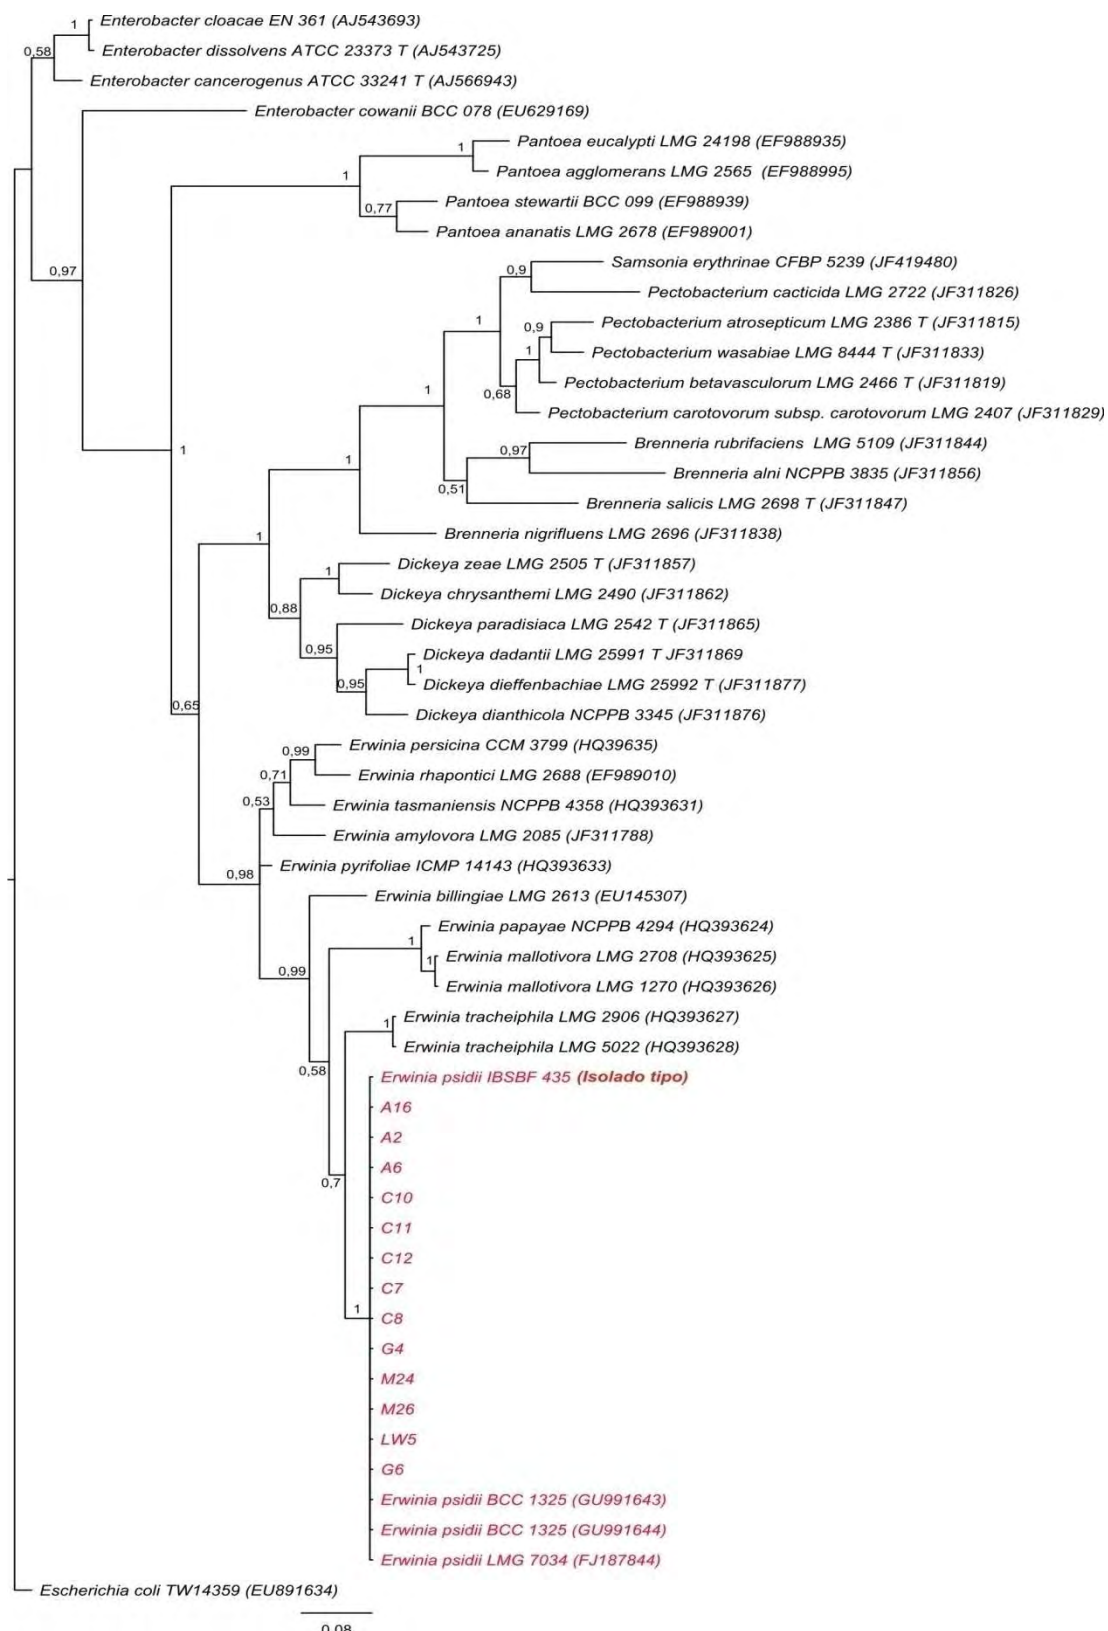 Enterobacter cloacae EN 361 (AJ543693)
1
0,58
Enterobacter dissolvens ATCC 23373 T (AJ543725)
Enterobacter cancerogenus ATCC 33241 T (AJ566943)
Enterobacter cowanii BCC 078 (EU629169)
Pantoea eucalypti LMG 24198 (EF988935)
1
Pantoea agglomerans LMG 2565 (EF988995)
1
Pantoea stewartii BCC 099 (EF988939)
0,77
Pantoea ananatis LMG 2678 (EF989001)
Samsonia erythrinae CFBP 5239 (JF419480)
0,97
0,9
Pectobacterium cacticida LMG 2722 (JF311826)
1
Pectobacterium atrosepticum LMG 2386 T (JF311815)
0,9
Pectobacterium wasabiae LMG 8444 T (JF311833)
1
Pectobacterium betavasculorum LMG 2466 T (JF311819)
1
0,68
Pectobacterium carotovorum subsp. carotovorum LMG 2407 (JF311829)
Brenneria rubrifaciens LMG 5109 (JF311844)
1
1
0,97
Brenneria alni NCPPB 3835 (JF311856)
0,51
Brenneria salicis LMG 2698 T (JF311847)
Brenneria nigrifluens LMG 2696 (JF311838)
1
Dickeya zeae LMG 2505 T (JF311857)
1
Dickeya chrysanthemi LMG 2490 (JF311862)
0,88
Dickeya paradisiaca LMG 2542 T (JF311865)
0,95
Dickeya dadantii LMG 25991 T JF311869
1
Dickeya dieffenbachiae LMG 25992 T (JF311877)
0,95
0,65
Dickeya dianthicola NCPPB 3345 (JF311876)
Erwinia persicina CCM 3799 (HQ39635)
0,99
Erwinia rhapontici LMG 2688 (EF989010)
0,71
Erwinia tasmaniensis NCPPB 4358 (HQ393631)
0,53
Erwinia amylovora LMG 2085 (JF311788)
Erwinia pyrifoliae ICMP 14143 (HQ393633)
0,98
Erwinia billingiae LMG 2613 (EU145307)
Erwinia papayae NCPPB 4294 (HQ393624)
1
Erwinia mallotivora LMG 2708 (HQ393625)
1
0,99
Erwinia mallotivora LMG 1270 (HQ393626)
Erwinia tracheiphila LMG 2906 (HQ393627)
1
Erwinia tracheiphila LMG 5022 (HQ393628)
0,58
Erwinia psidii IBSBF 435 (Isolado tipo)
A16
A2
A6
0,7
C10
C11
C12
C7
1
C8
G4
M24
M26
LW5
G6
Erwinia psidii BCC 1325 (GU991643)
Erwinia psidii BCC 1325 (GU991644)
Erwinia psidii LMG 7034 (FJ187844)
Escherichia coli TW14359 (EU891634)
0,08